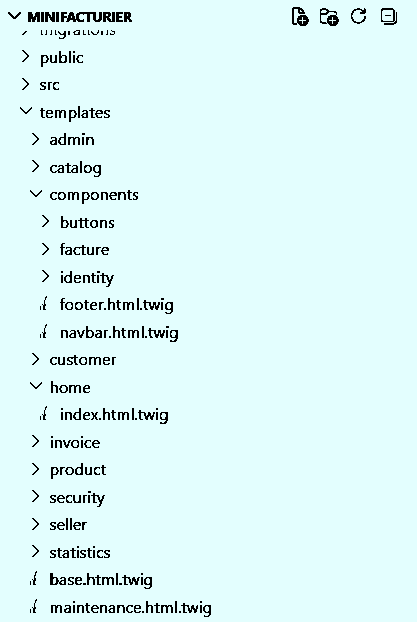 MINIFACTURIER
migrations
public
src
templates
admin
catalog
components
buttons
facture
identity
footer.html.twig
navbar.html.twig
customer
home
index.html.twig
invoice
product
security
seller
statistics
base.html.twig
maintenance.html.twig